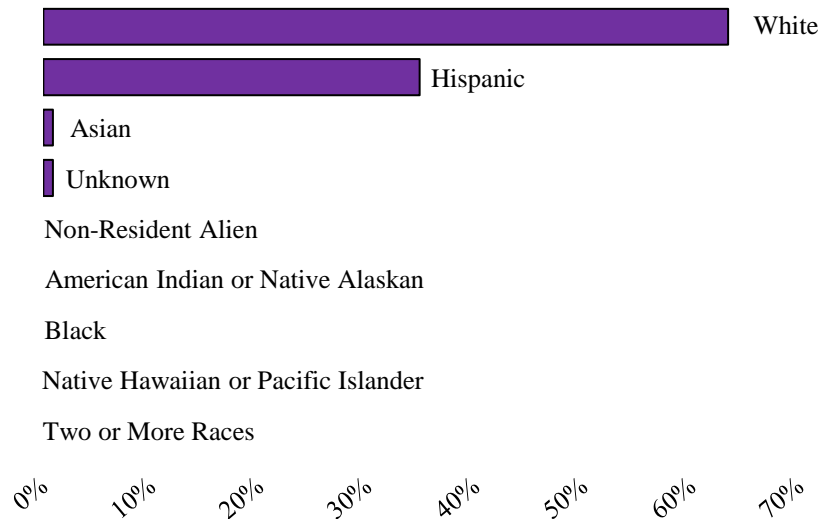 White
Hispanic
Asian
Unknown
Non-Resident Alien
American Indian or Native Alaskan
Black
Native Hawaiian or Pacific Islander
Two or More Races
0% 10% 20% 30% 40% 50% 60% 70%